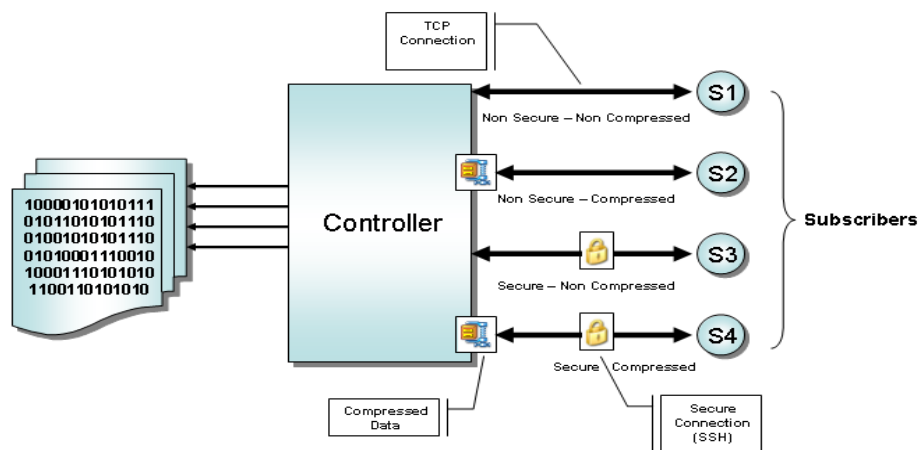 TCP
Connection
S1
Non Secure – Non Compressed
S2
Non Secure – Compressed
10000101010111
01011010101110
01001010101110
01010001110010
10001110101010
1100110101010
Controller
Subscribers
S3
Secure – Non Compressed
S4
Secure Compressed
Compressed
Data
Secure
Connection
(SSH)